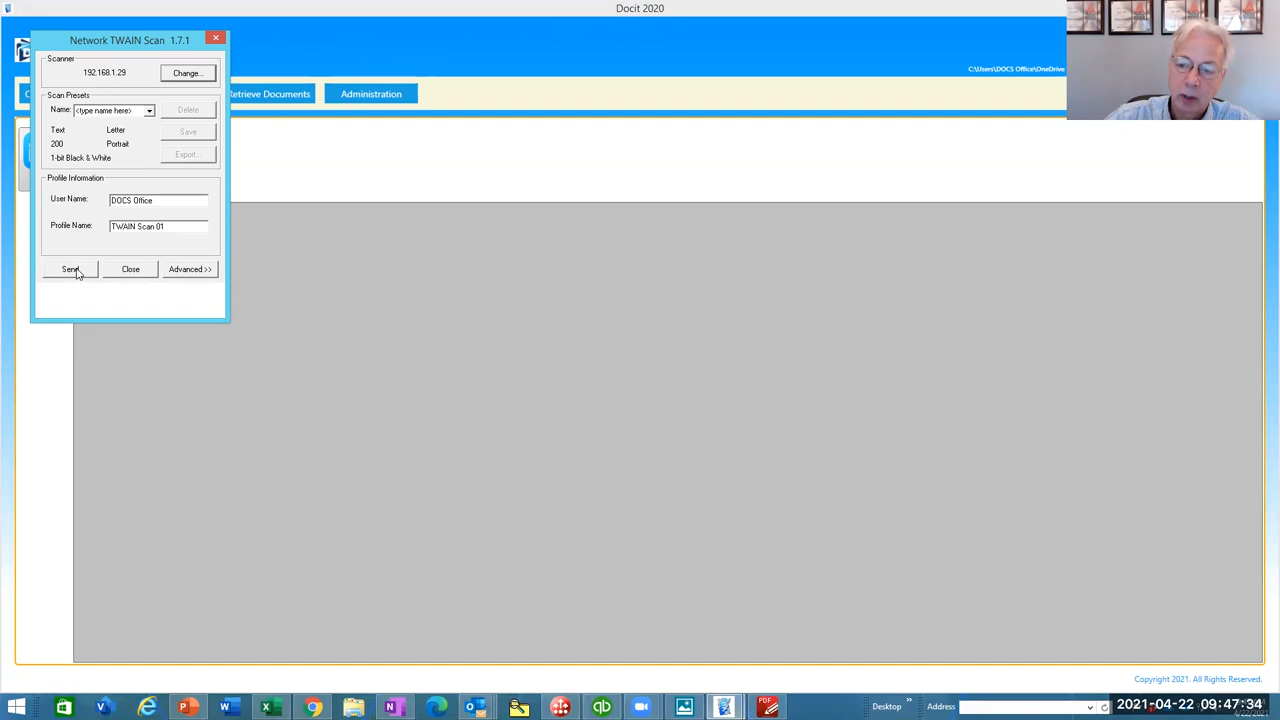 Docit 2020
Network TWAIN Scan 1.7.1
Scanner
192.168.1.29
Change...
Scan Presets
Name:
<type name here>
Delete
Text
Letter
Save
200
Portrait
1-bit Black & White
Export...
Profile Information
User Name:
DOCS Office
Profile Name:
TWAIN Scan 01
Send
Close
Advanced >>
Retrieve Documents
Administration
C:\Users\DOCS Office\OneDrive
Copyright 2021. All Rights Reserved.
Desktop
»
Address
2021-04-22 09:47:34